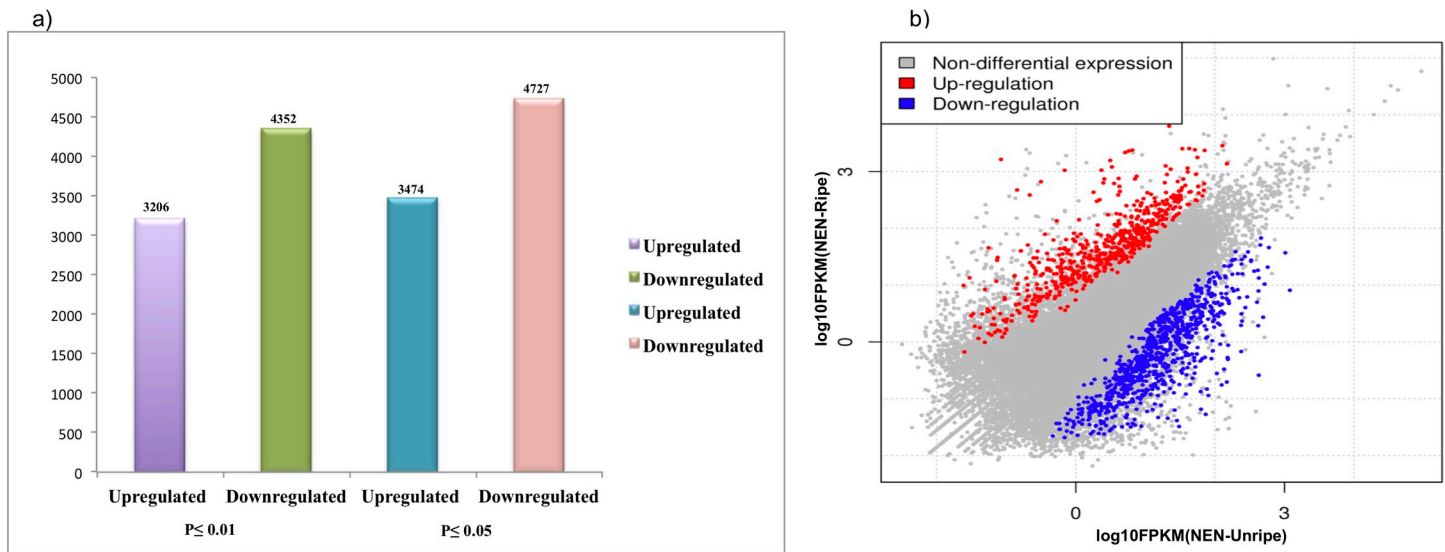 a)
5000
4500
4000
3500
3000
2500
2000
1500
1000
500
0
3206
4352
3474
4727
Upregulated Downregulated Upregulated Downregulated
P≤ 0.01 P≤ 0.05
Upregulated
Downregulated
Upregulated
Downregulated
b)
Non-differential expression
Up-regulation
Down-regulation
log10FPKM(NEN-Ripe)
3
0
0 3
log10FPKM(NEN-Unripe)